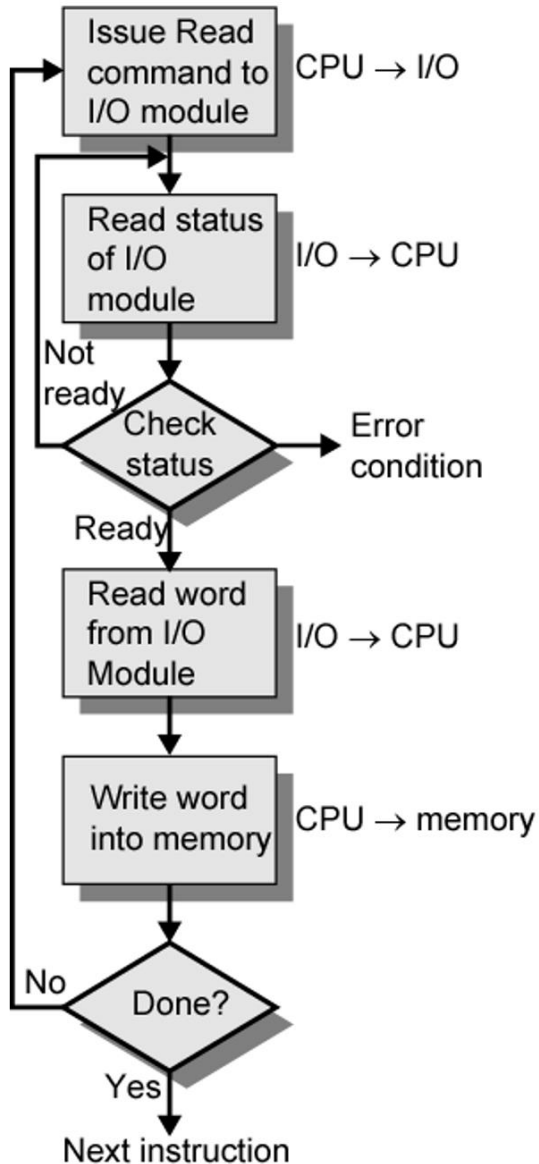 Issue Read
command to
I/O module
CPU → I/O
Read status
of I/O
module
I/O → CPU
Not
ready
Check
status
Error
condition
Ready
Read word
from I/O
Module
I/O → CPU
Write word
into memory
CPU → memory
No
Done?
Yes
Next instruction